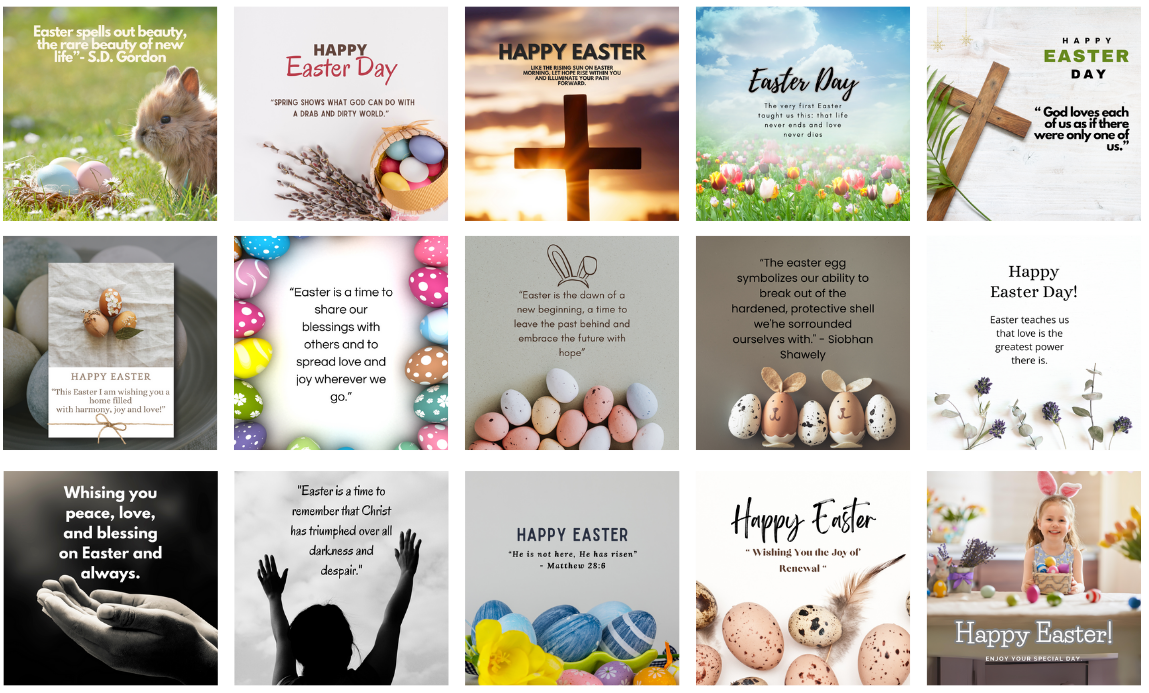 Easter spells out beauty,
the rare beauty of new
life”- S.D. Gordon
HAPPY
Easter Day
“SPRING SHOWS WHAT GOD CAN DO WITH
A DRAB AND DIRTY WORLD.”
HAPPY EASTER
LIKE THE RISING SUN ON EASTER
MORNING, LET HOPE RISE WITHIN YOU
AND ILLUMINATE YOUR PATH
FORWARD.
Easter Day
The very first Easter
taught us this: that life
never ends and love
never dies
HAPPY
EASTER
DAY
“ God loves each
of us as if there
were only one of
us.”
HAPPY EASTER
“This Easter I am wishing you a
home filled
with harmony, joy and love!”
“Easter is a time to
share our
blessings with
others and to
spread love and
joy wherever we
go.”
“Easter is the dawn of a
new beginning, a time to
leave the past behind and
embrace the future with
hope”
“The easter egg
symbolizes our ability to
break out of the
hardened, protective shell
we'he sorrounded
ourselves with.” - Siobhan
Shawely
Happy
Easter Day!
Easter teaches us
that love is the
greatest power
there is.
Whising you
peace, love,
and blessing
on Easter and
always.
"Easter is a time to
remember that Christ
has triumphed over all
darkness and
despair."
HAPPY EASTER
“He is not here, He has risen”
- Matthew 28:6
Happy Easter
“ Wishing You the Joy of
Renewal “
Happy Easter!
ENJOY YOUR SPECIAL DAY